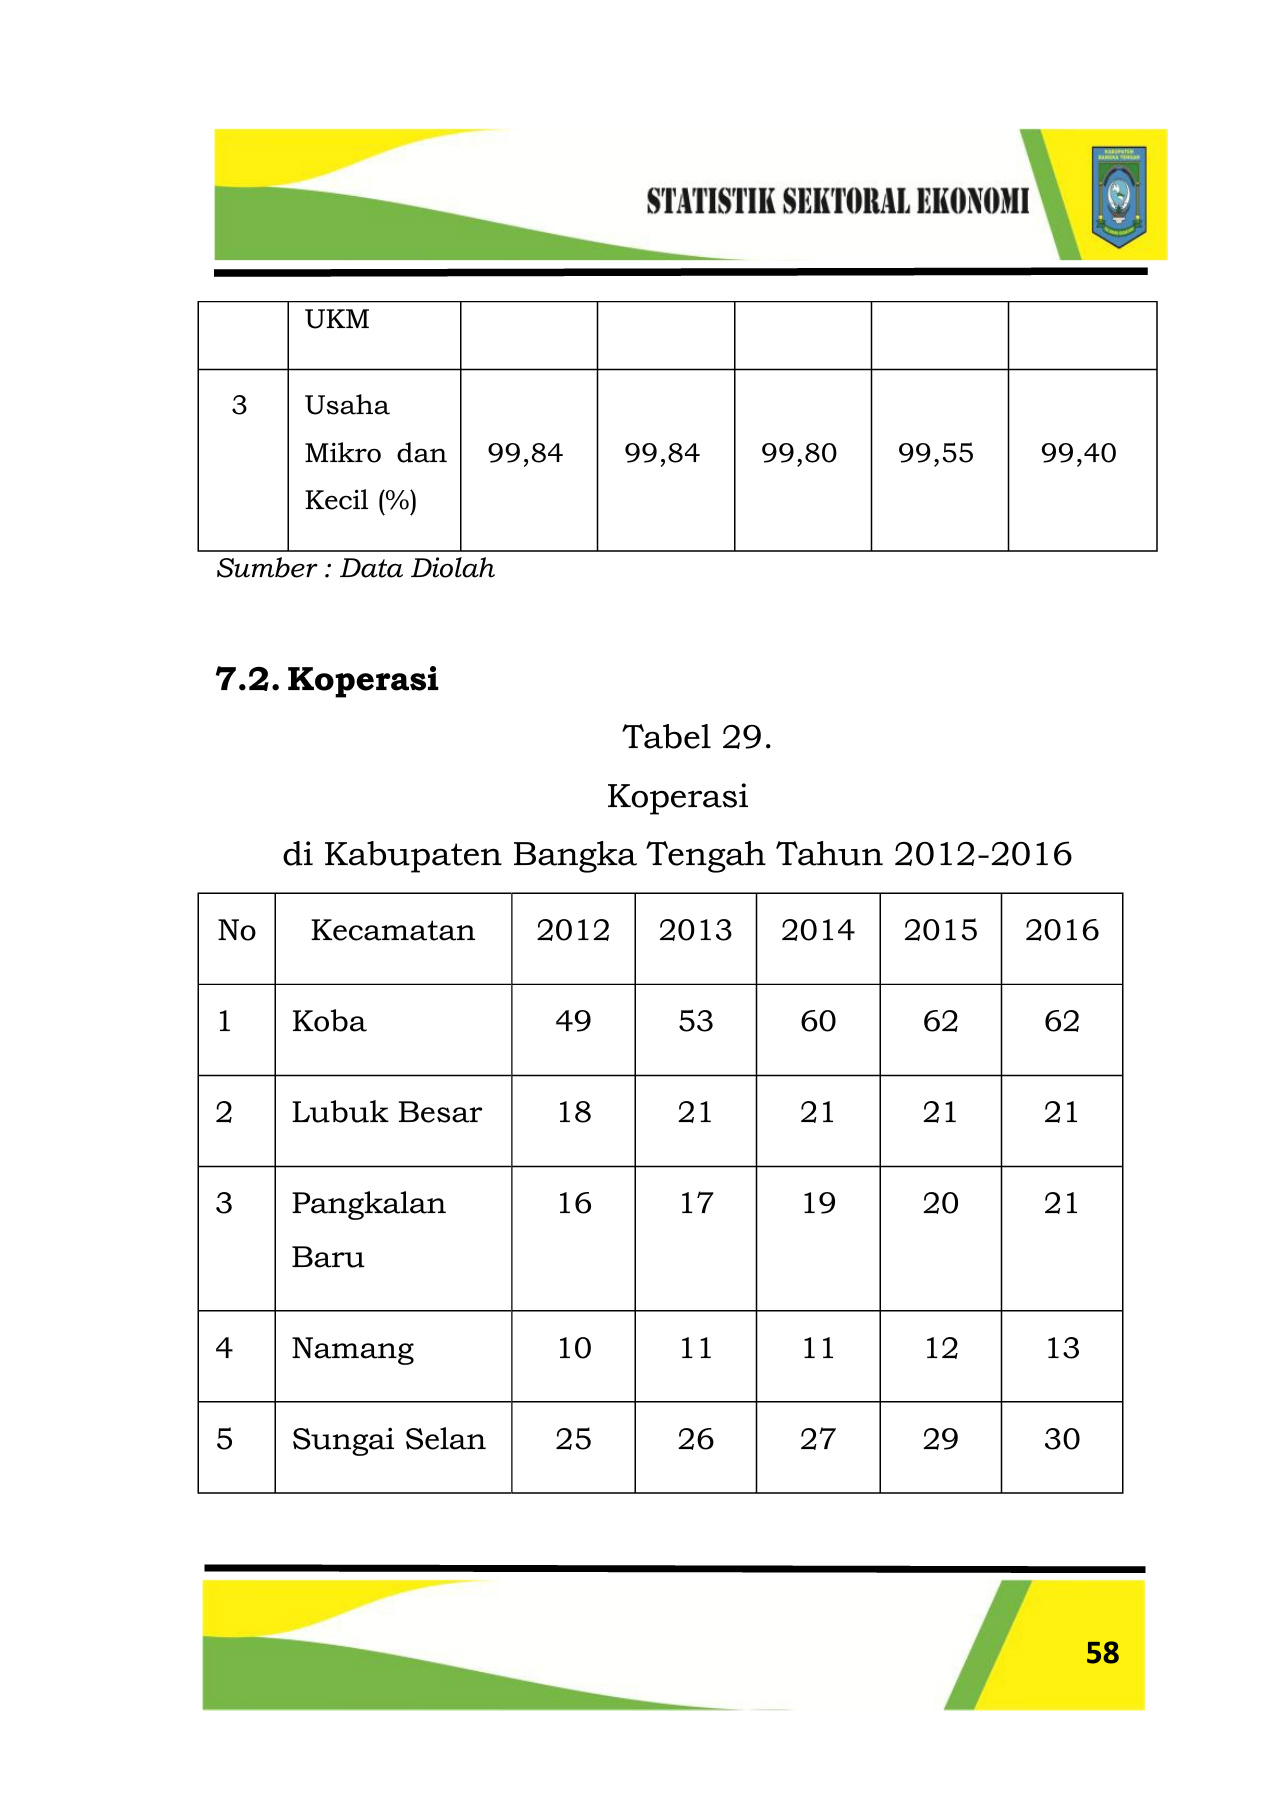 KABUPATEN
BANGKA TENGAH
STATISTIK SEKTORAL EKONOMI
UKM
3 Usaha Mikro dan Kecil (%) 99,84 99,84 99,80 99,55 99,40
Sumber : Data Diolah
7.2. Koperasi
Tabel 29.
Koperasi
di Kabupaten Bangka Tengah Tahun 2012-2016
No Kecamatan 2012 2013 2014 2015 2016
1 Koba 49 53 60 62 62
2 Lubuk Besar 18 21 21 21 21
3 Pangkalan Baru 16 17 19 20 21
4 Namang 10 11 11 12 13
5 Sungai Selan 25 26 27 29 30
58